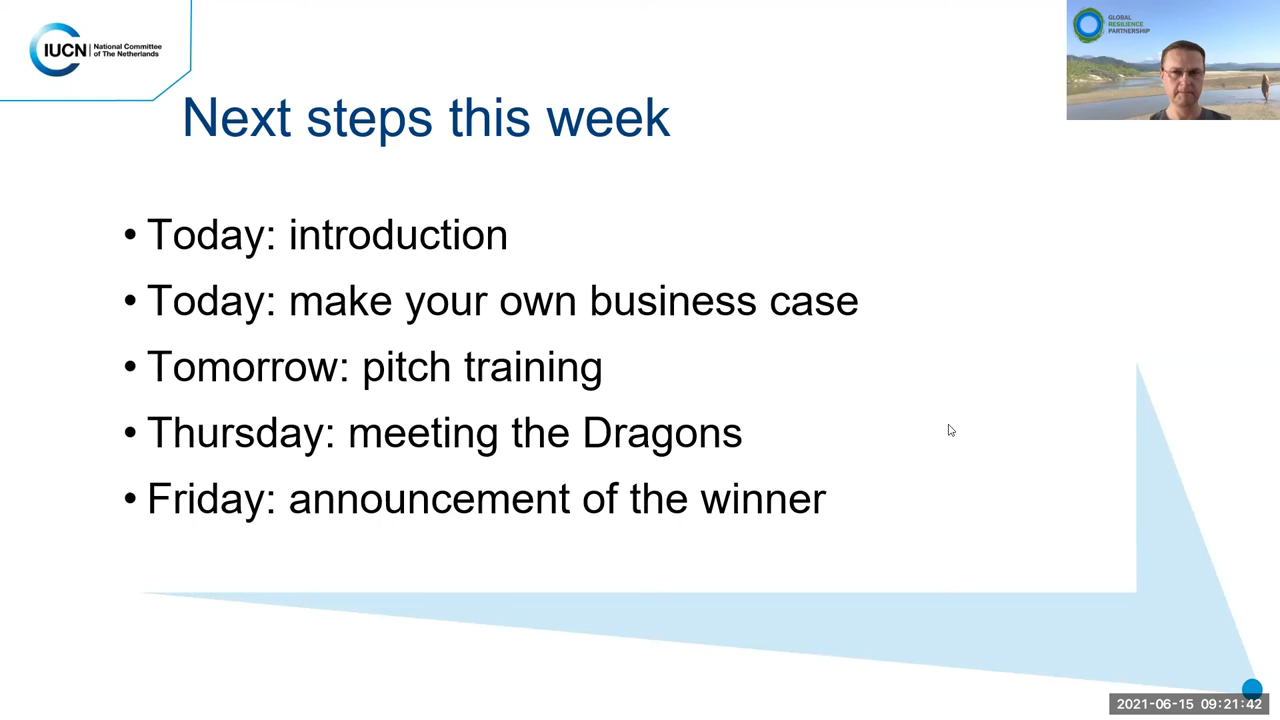 IUCN
National Committee
of The Netherlands
GLOBAL
RESILIENCE
PARTNERSHIP
Next steps this week
• Today: introduction
• Today: make your own business case
• Tomorrow: pitch training
• Thursday: meeting the Dragons
• Friday: announcement of the winner
2021-06-15 09:21:42